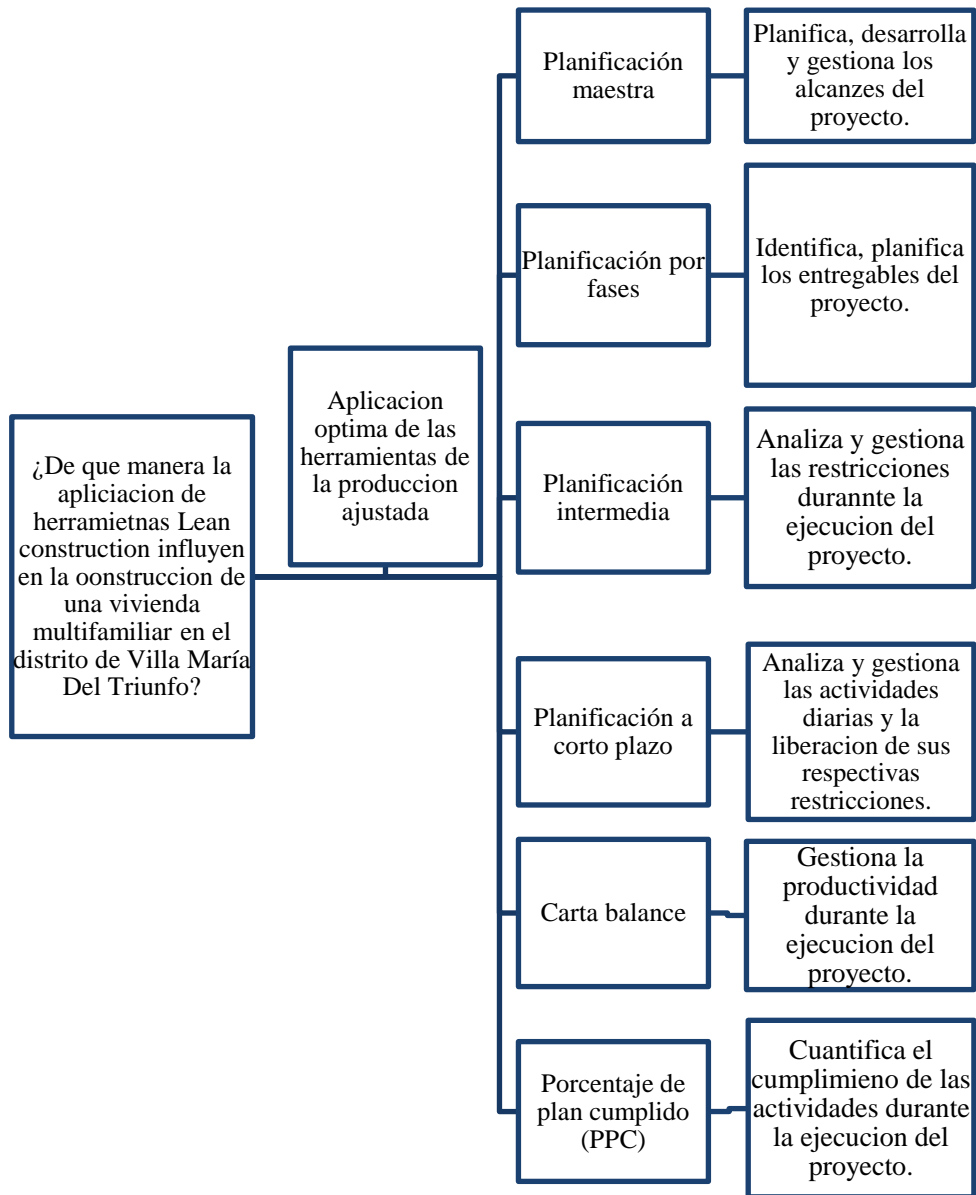 ¿De que manera la
apliciacion de
herramietnas Lean
construction influyen
en la oonstruccion de
una vivienda
multifamiliar en el
distrito de Villa María
Del Triunfo?
Aplicacion
optima de las
herramientas de
la produccion
ajustada
Planificación
maestra
Planifica, desarrolla
y gestiona los
alcanzes del
proyecto.
Planificación por
fases
Identifica, planifica
los entregables del
proyecto.
Planificación
intermedia
Analiza y gestiona
las restricciones
durannte la
ejecucion del
proyecto.
Planificación a
corto plazo
Analiza y gestiona
las actividades
diarias y la
liberacion de sus
respectivas
restricciones.
Carta balance
Gestiona la
productividad
durante la
ejecucion del
proyecto.
Porcentaje de
plan cumplido
(PPC)
Cuantifica el
cumplimieno de las
actividades durante
la ejecucion del
proyecto.